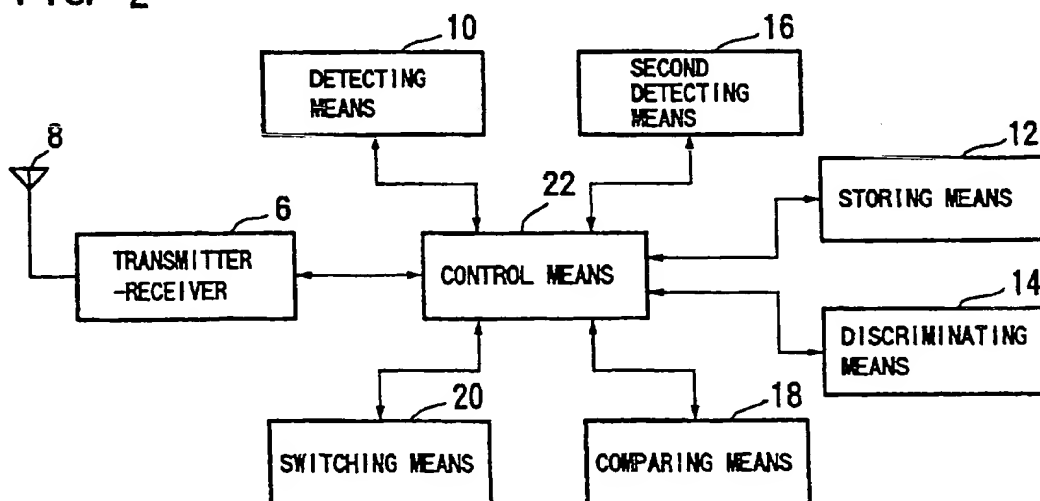 FIG. 2
10
DETECTING
MEANS
16
SECOND
DETECTING
MEANS
8
12
STORING MEANS
6
TRANSMITTER
-RECEIVER
22
CONTROL MEANS
14
DISCRIMINATING
MEANS
20
SWITCHING MEANS
18
COMPARING MEANS